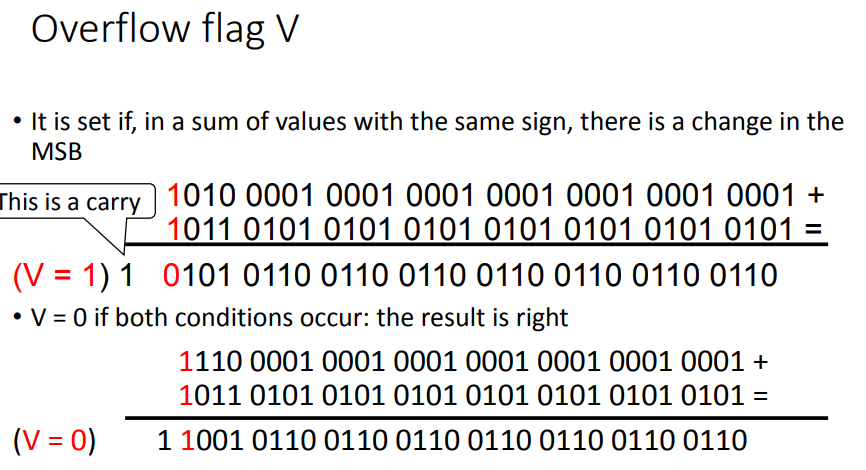 Overflow flag V
• It is set if, in a sum of values with the same sign, there is a change in the
MSB
This is a carry
1010 0001 0001 0001 0001 0001 0001 0001 +
1011 0101 0101 0101 0101 0101 0101 0101 =
(V = 1) 1 0101 0110 0110 0110 0110 0110 0110 0110
• V = 0 if both conditions occur: the result is right
1110 0001 0001 0001 0001 0001 0001 0001 +
1011 0101 0101 0101 0101 0101 0101 0101 =
(V = 0) 1 1001 0110 0110 0110 0110 0110 0110 0110